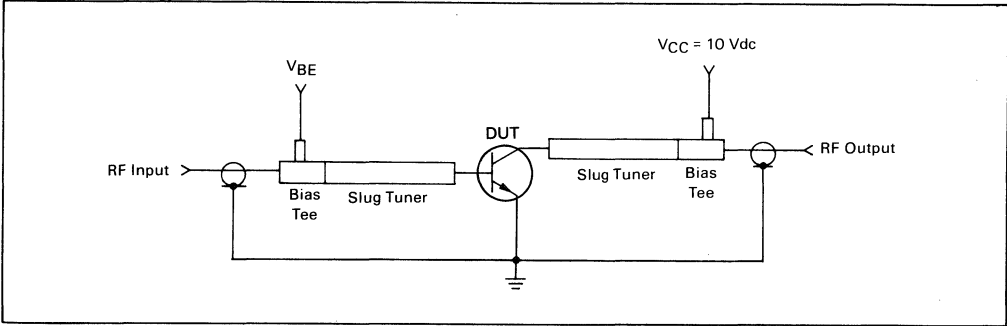 VCC = 10 Vdc
VBE
DUT
RF Input
RF Output
Bias
Tee
Slug Tuner
Slug Tuner
Bias
Tee